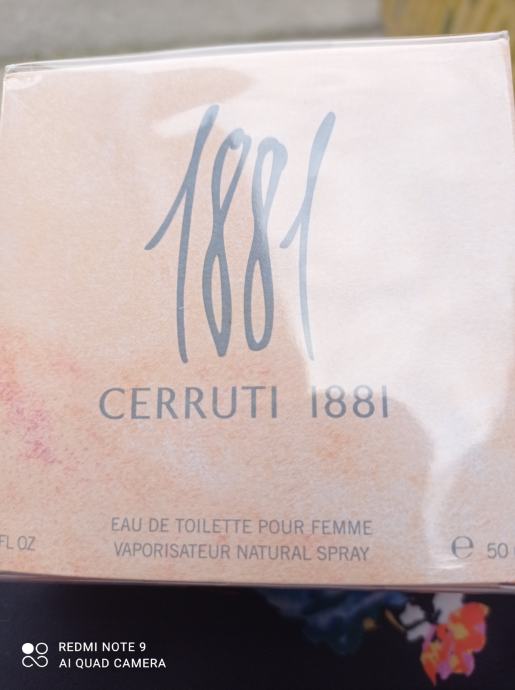 1881
CERRUTI 1881
EAU DE TOILETTE POUR FEMME
VAPORISATEUR NATURAL SPRAY
FL OZ
e 50
REDMI NOTE 9
AI QUAD CAMERA